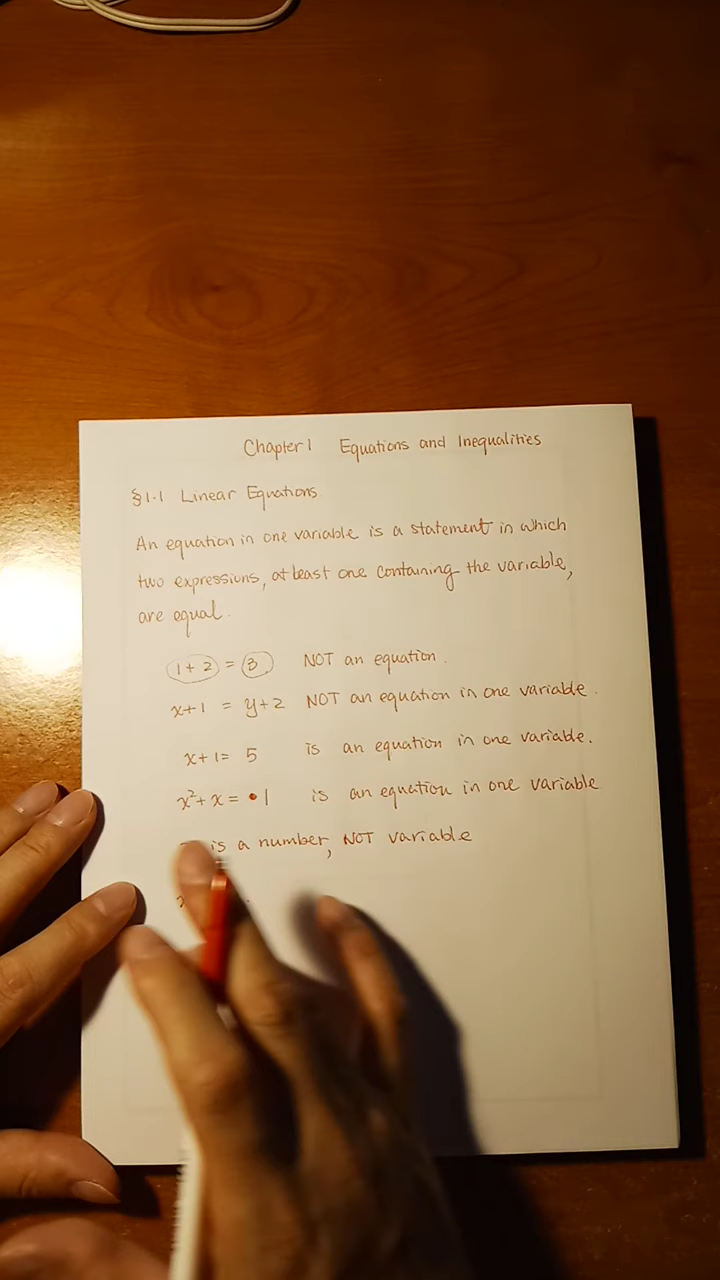 Chapter 1 Equations and Inequalities
§1.1 Linear Equations
An equation in one variable is a statement in which
two expressions, at least one containing the variable,
are equal.
1 + 2 = 3 NOT an equation.
x+1 = y+2 NOT an equation in one variable.
x+1= 5 is an equation in one variable.
x²+x = 1 is an equation in one variable
is a number, NOT variable